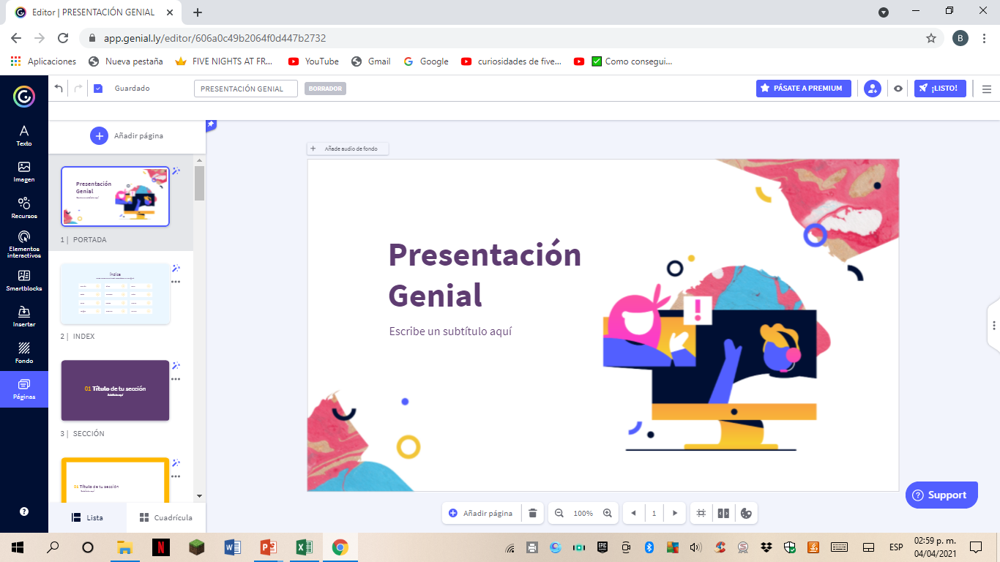 Editor | PRESENTACIÓN GENIAL
app.genial.ly/editor/606a0c49b2064f0d447b2732
B
Aplicaciones
Nueva pestaña
FIVE NIGHTS AT FR...
YouTube
Gmail
Google
curiosidades de five...
Como consegui...
Guardado
PRESENTACIÓN GENIAL
BORRADOR
PÁSATE A PREMIUM
¡LISTO!
Texto
Imagen
Recursos
Elementos
interactivos
Smartblocks
Insertar
Fondo
Páginas
Añadir página
Presentación
Genial
1 | PORTADA
Índice
2 | INDEX
01 Título de tu sección
Subtítulo aquí
3 | SECCIÓN
01 Título de tu sección
Lista
Cuadrícula
Añade audio de fondo
Presentación
Genial
Escribe un subtítulo aquí
!
Añadir página
100%
1
Support
ESP
02:59 p. m.
04/04/2021